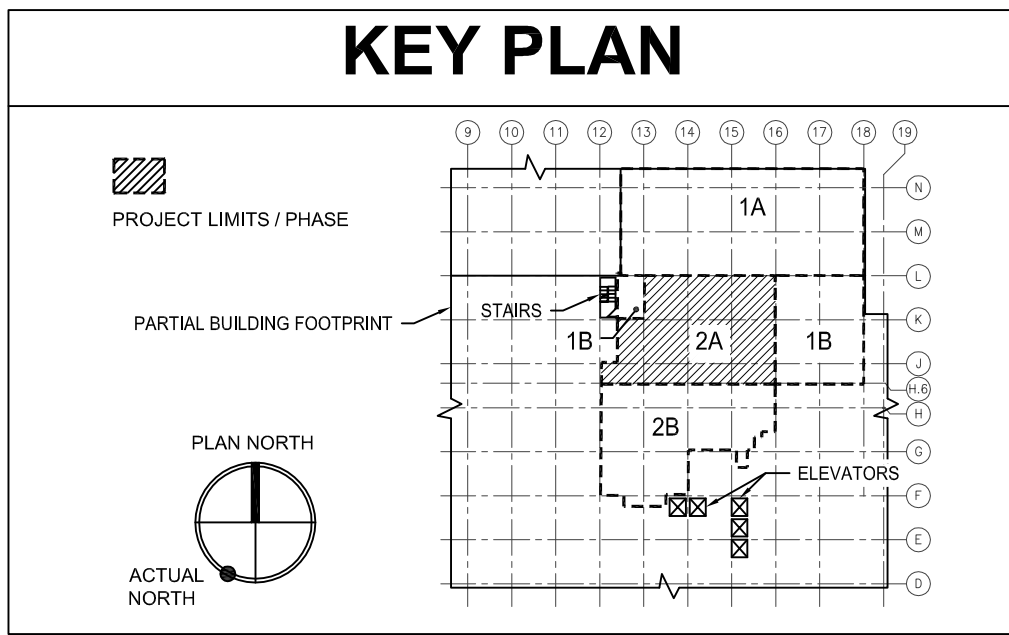 KEY PLAN
9 10 11 12 13 14 15 16 17 18 19
PROJECT LIMITS / PHASE
N
1A
M
L
STAIRS
PARTIAL BUILDING FOOTPRINT
K
1B
2A
1B
J
H.6
H
2B
G
PLAN NORTH
ELEVATORS
F
E
ACTUAL
NORTH
D